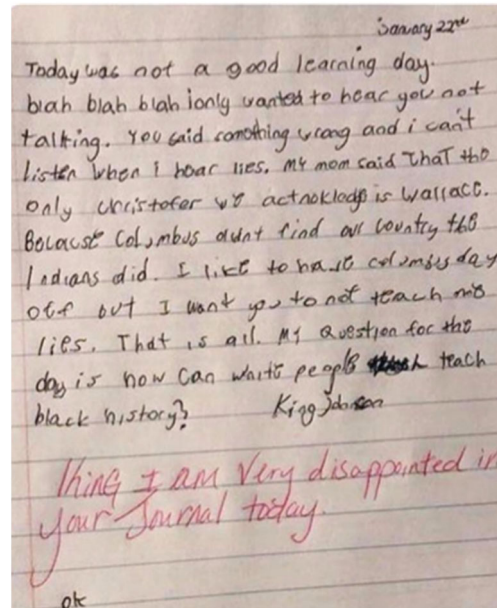 January 22nd
Today was not a good learning day.
blah blah blah i only wanted to hear you not
talking. You said something wrong and i can't
listen when i hear lies. My mom said That the
only christofer we acknoklodge is Wallace.
Because Columbus didnt find our country the
Indians did. I like to have columbus day
off but I want you to not teach me
lies. That is all. My question for the
day is how can white people teach
black history?
King Johnson
King I am very disappointed in
your Journal today.
ok